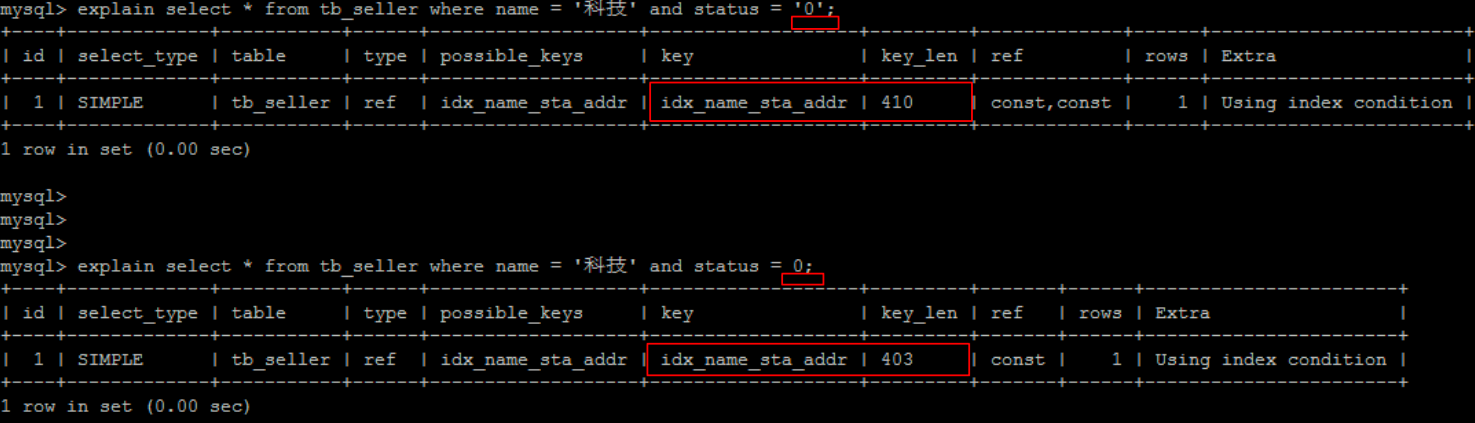 mysql> explain select * from tb_seller where name = '科技' and status = '0';
+----+-------------+-----------+------+------------------+------------------+---------+-------------+------+-----------------------+
| id | select_type | table     | type | possible_keys    | key              | key_len | ref         | rows | Extra                 |
+----+-------------+-----------+------+------------------+------------------+---------+-------------+------+-----------------------+
|  1 | SIMPLE      | tb_seller | ref  | idx_name_sta_addr | idx_name_sta_addr | 410     | const,const |    1 | Using index condition |
+----+-------------+-----------+------+------------------+------------------+---------+-------------+------+-----------------------+
1 row in set (0.00 sec)
mysql>
mysql>
mysql>
mysql> explain select * from tb_seller where name = '科技' and status = 0;
+----+-------------+-----------+------+------------------+------------------+---------+-------+------+-----------------------+
| id | select_type | table     | type | possible_keys    | key              | key_len | ref   | rows | Extra                 |
+----+-------------+-----------+------+------------------+------------------+---------+-------+------+-----------------------+
|  1 | SIMPLE      | tb_seller | ref  | idx_name_sta_addr | idx_name_sta_addr | 403     | const |    1 | Using index condition |
+----+-------------+-----------+------+------------------+------------------+---------+-------+------+-----------------------+
1 row in set (0.00 sec)